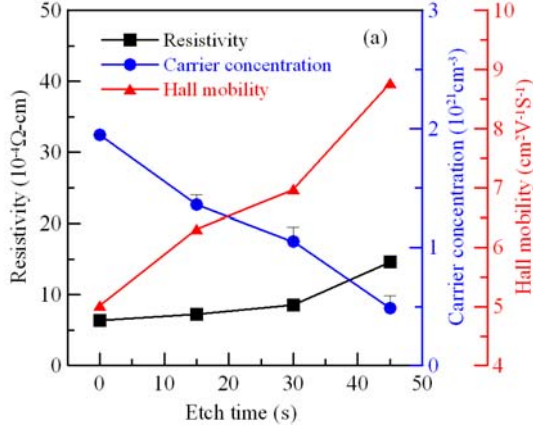 (a)
Resistivity
Carrier concentration
Hall mobility
Resistivity (10⁻⁴Ω-cm)
50
40
30
20
10
0
0 10 20 30 40 50
Etch time (s)
3
2
1
0
Carrier concentration (10²¹cm⁻³)
10
9
8
7
6
5
4
Hall mobility (cm²V⁻¹S⁻¹)